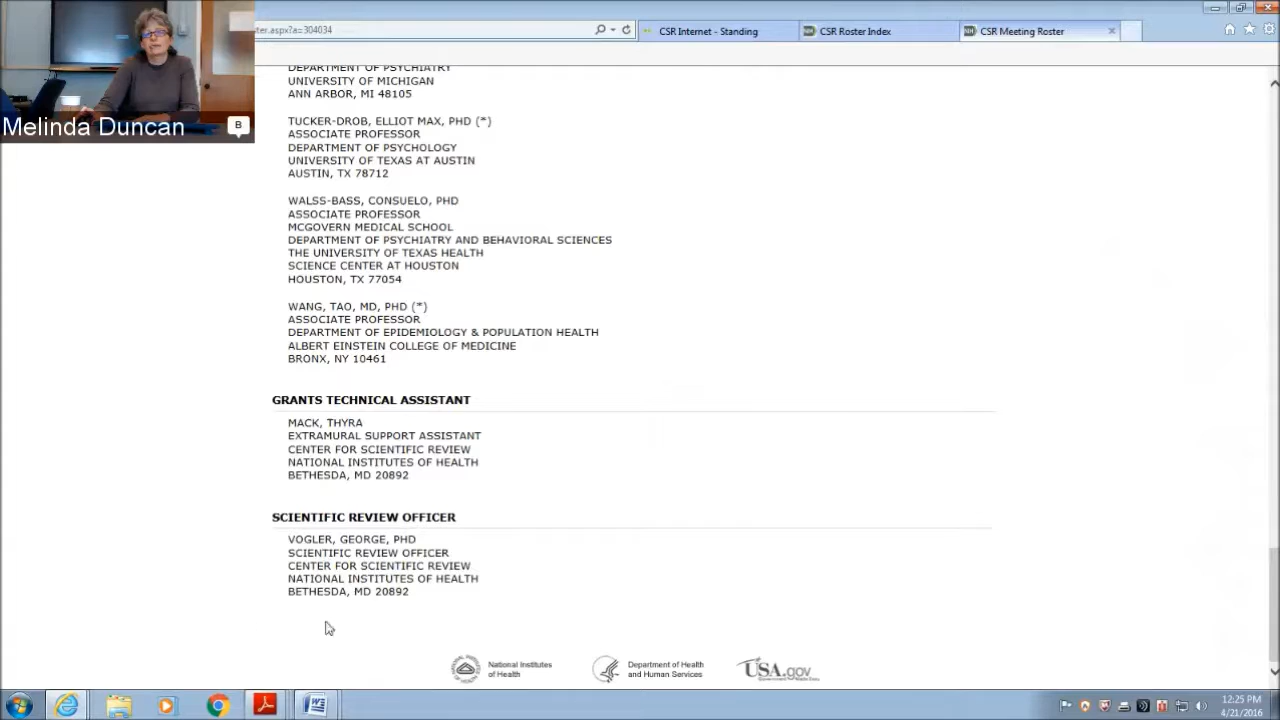 ter.aspx?a=304034
CSR Internet - Standing
CSR Roster Index
CSR Meeting Roster
Melinda Duncan
B
DEPARTMENT OF PSYCHIATRY
UNIVERSITY OF MICHIGAN
ANN ARBOR, MI 48105
TUCKER-DROB, ELLIOT MAX, PHD (*)
ASSOCIATE PROFESSOR
DEPARTMENT OF PSYCHOLOGY
UNIVERSITY OF TEXAS AT AUSTIN
AUSTIN, TX 78712
WALSS-BASS, CONSUELO, PHD
ASSOCIATE PROFESSOR
MCGOVERN MEDICAL SCHOOL
DEPARTMENT OF PSYCHIATRY AND BEHAVIORAL SCIENCES
THE UNIVERSITY OF TEXAS HEALTH
SCIENCE CENTER AT HOUSTON
HOUSTON, TX 77054
WANG, TAO, MD, PHD (*)
ASSOCIATE PROFESSOR
DEPARTMENT OF EPIDEMIOLOGY & POPULATION HEALTH
ALBERT EINSTEIN COLLEGE OF MEDICINE
BRONX, NY 10461
GRANTS TECHNICAL ASSISTANT
MACK, THYRA
EXTRAMURAL SUPPORT ASSISTANT
CENTER FOR SCIENTIFIC REVIEW
NATIONAL INSTITUTES OF HEALTH
BETHESDA, MD 20892
SCIENTIFIC REVIEW OFFICER
VOGLER, GEORGE, PHD
SCIENTIFIC REVIEW OFFICER
CENTER FOR SCIENTIFIC REVIEW
NATIONAL INSTITUTES OF HEALTH
BETHESDA, MD 20892
National Institutes
of Health
Department of Health
and Human Services
USA.gov
12:25 PM
4/21/2016